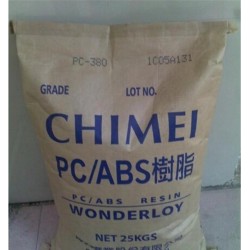 PC-380 1C05A131
GRADE LOT NO.
CHIMEI
PC/ABS樹脂
PC/ABS RESIN
WONDERLOY
NET 25KGS